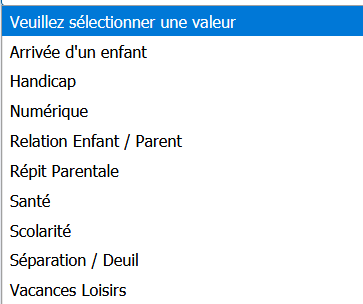 Veuillez sélectionner une valeur
Arrivée d'un enfant
Handicap
Numérique
Relation Enfant / Parent
Répit Parentale
Santé
Scolarité
Séparation / Deuil
Vacances Loisirs